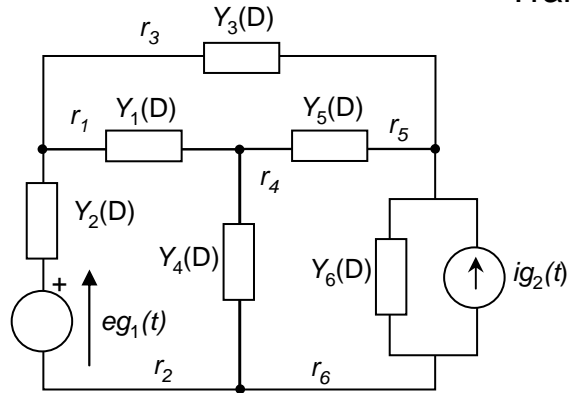 r3
Y3(D)
r1
Y1(D)
Y5(D)
r5
r4
Y2(D)
Y4(D)
Y6(D)
ig2(t)
+
eg1(t)
r2
r6